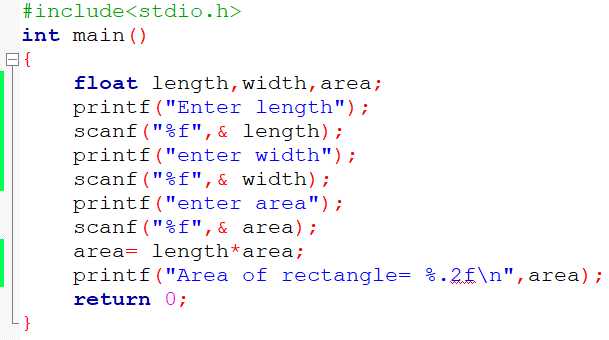 #include<stdio.h>
int main()
{
float length,width,area;
printf("Enter length");
scanf("%f",& length);
printf("enter width");
scanf("%f",& width);
printf("enter area");
scanf("%f",& area);
area= length*area;
printf("Area of rectangle= %.2f\n",area);
return 0;
}